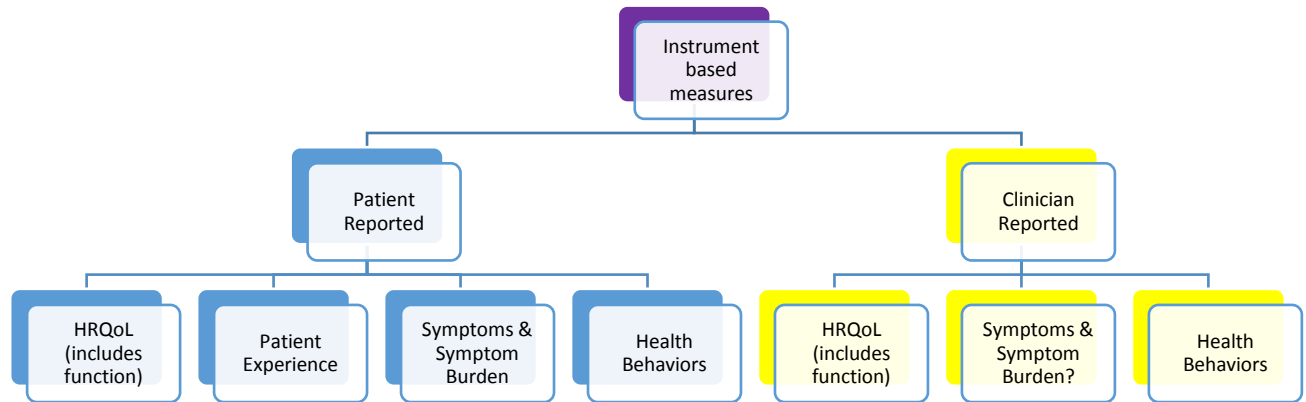 Instrument
based
measures
Patient
Reported
Clinician
Reported
HRQoL
(includes
function)
Patient
Experience
Symptoms &
Symptom
Burden
Health
Behaviors
HRQoL
(includes
function)
Symptoms &
Symptom
Burden?
Health
Behaviors